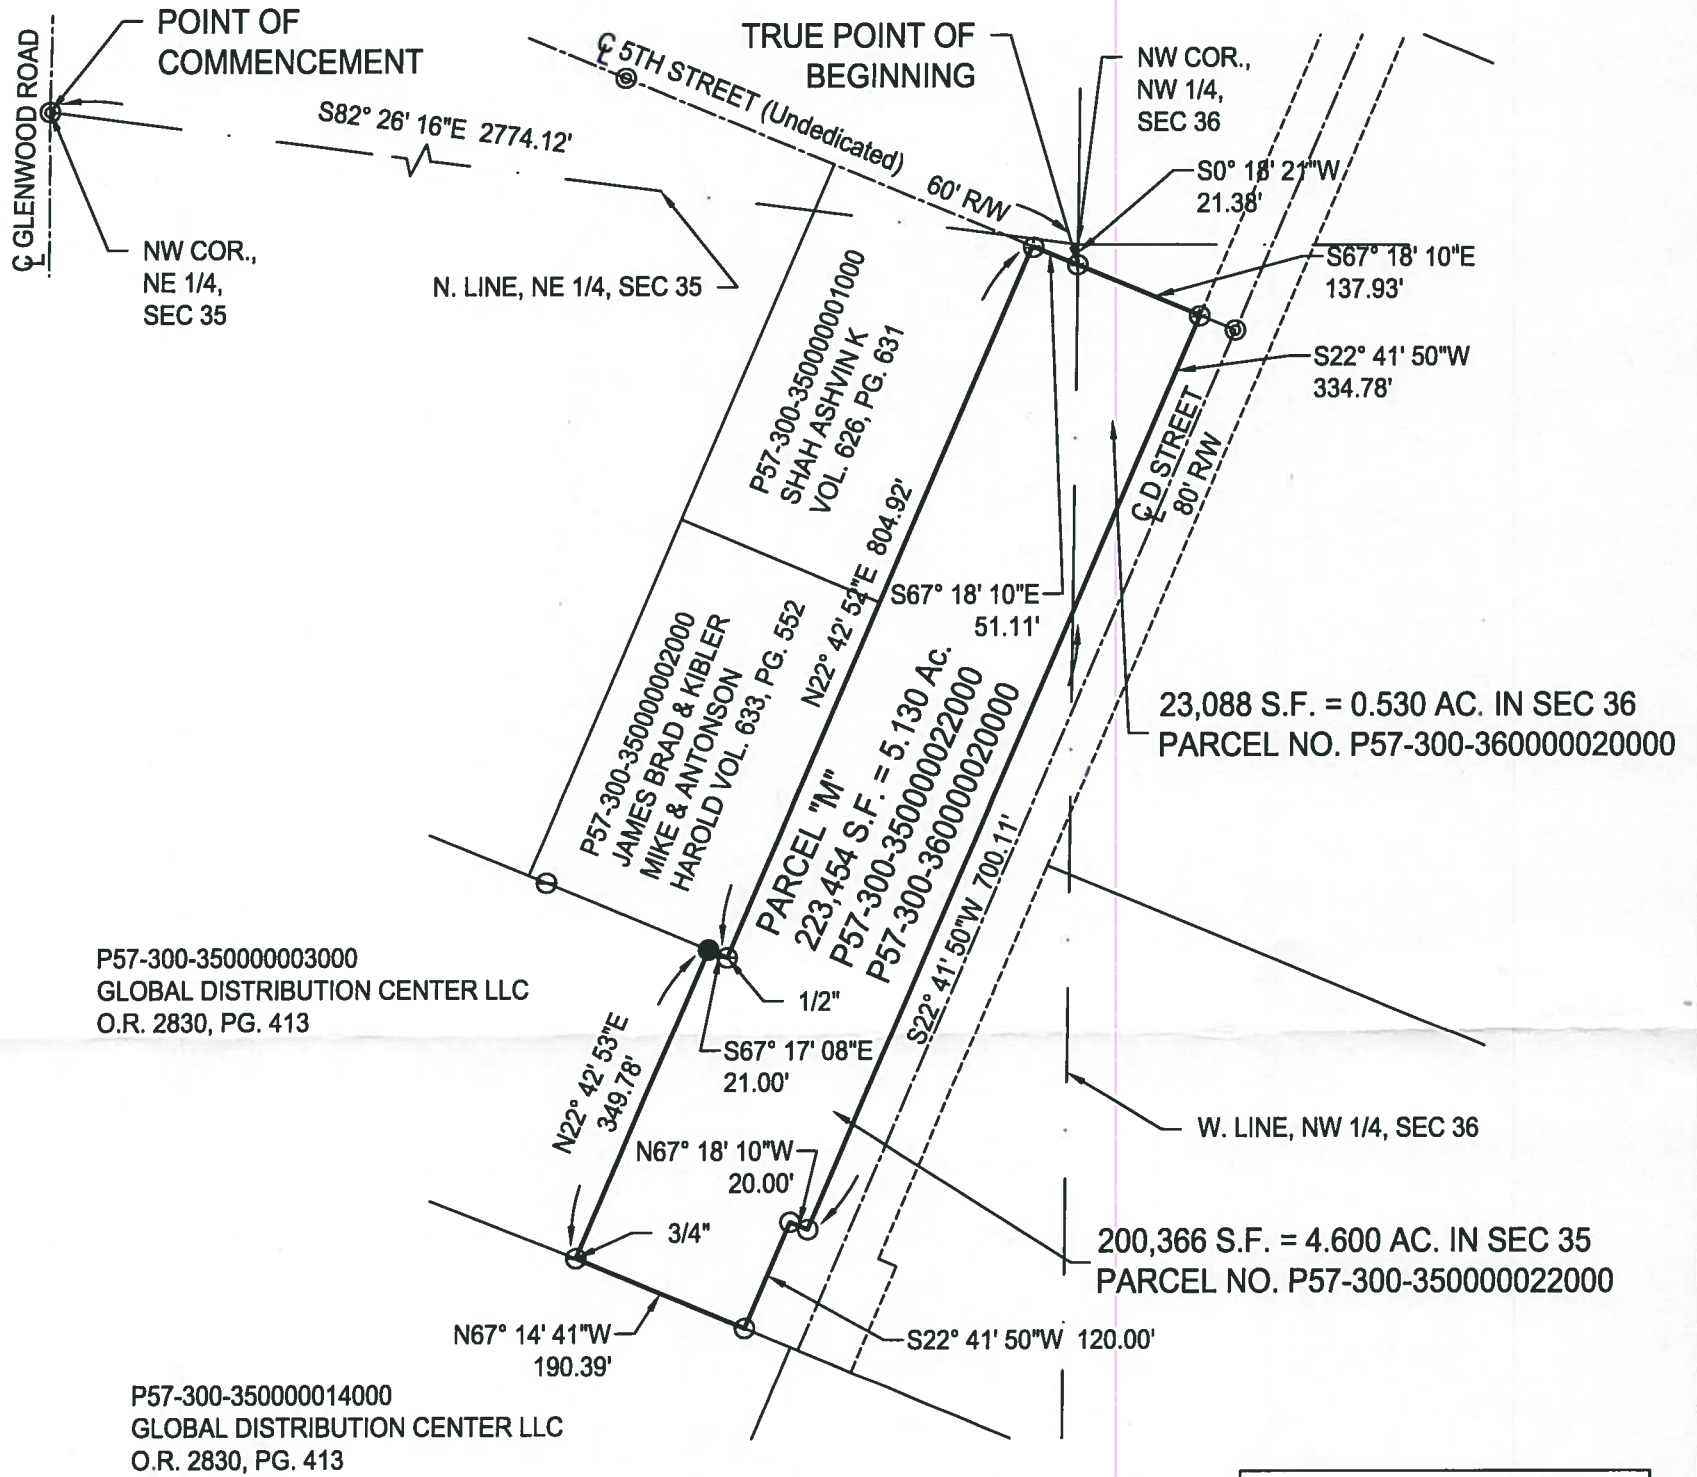 POINT OF
COMMENCEMENT
℄ GLENWOOD ROAD
NW COR.,
NE 1/4,
SEC 35
S82° 26' 16"E 2774.12'
N. LINE, NE 1/4, SEC 35
℄ 5TH STREET (Undedicated)
60' R/W
TRUE POINT OF
BEGINNING
NW COR.,
NW 1/4,
SEC 36
S0° 18' 21"W
21.38'
S67° 18' 10"E
137.93'
S22° 41' 50"W
334.78'
℄ D STREET
80' R/W
P57-300-350000001000
SHAH ASHVIN K
VOL. 626, PG. 631
N22° 42' 52"E 804.92'
S67° 18' 10"E
51.11'
P57-300-350000002000
JAMES BRAD & KIBLER
MIKE & ANTONSON
HAROLD VOL. 633, PG. 552
PARCEL "M"
223,454 S.F. = 5.130 Ac.
P57-300-350000022000
P57-300-360000020000
23,088 S.F. = 0.530 AC. IN SEC 36
PARCEL NO. P57-300-360000020000
S22° 41' 50"W 700.11'
P57-300-350000003000
GLOBAL DISTRIBUTION CENTER LLC
O.R. 2830, PG. 413
1/2"
S67° 17' 08"E
21.00'
N22° 42' 53"E
349.78'
N67° 18' 10"W
20.00'
W. LINE, NW 1/4, SEC 36
3/4"
200,366 S.F. = 4.600 AC. IN SEC 35
PARCEL NO. P57-300-350000022000
N67° 14' 41"W
190.39'
S22° 41' 50"W 120.00'
P57-300-350000014000
GLOBAL DISTRIBUTION CENTER LLC
O.R. 2830, PG. 413